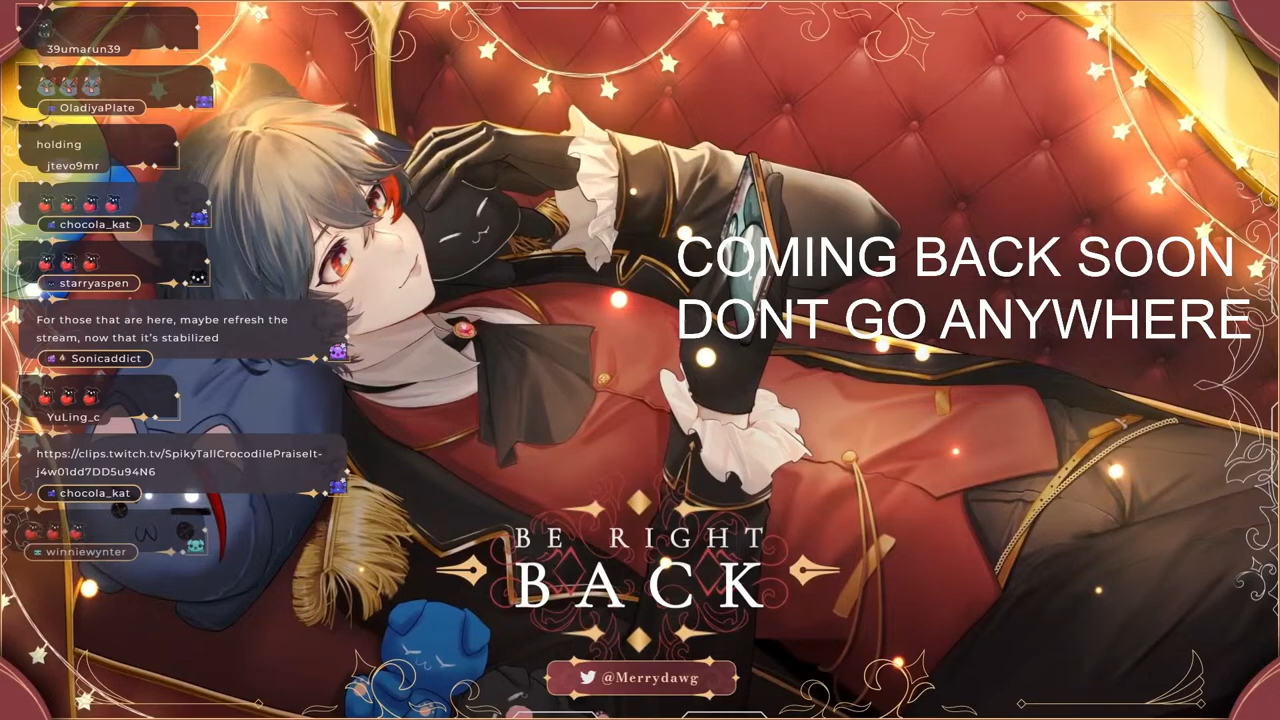 39umarun39
OladiyaPlate
holding
jtevo9mr
chocola_kat
starryaspen
For those that are here, maybe refresh the
stream, now that it's stabilized
Sonicaddict
YuLing_c
https://clips.twitch.tv/SpikyTallCrocodilePraiseIt-
j4w01dd7DD5u94N6
chocola_kat
winniewynter
COMING BACK SOON
DONT GO ANYWHERE
BE RIGHT
BACK
@Merrydawg